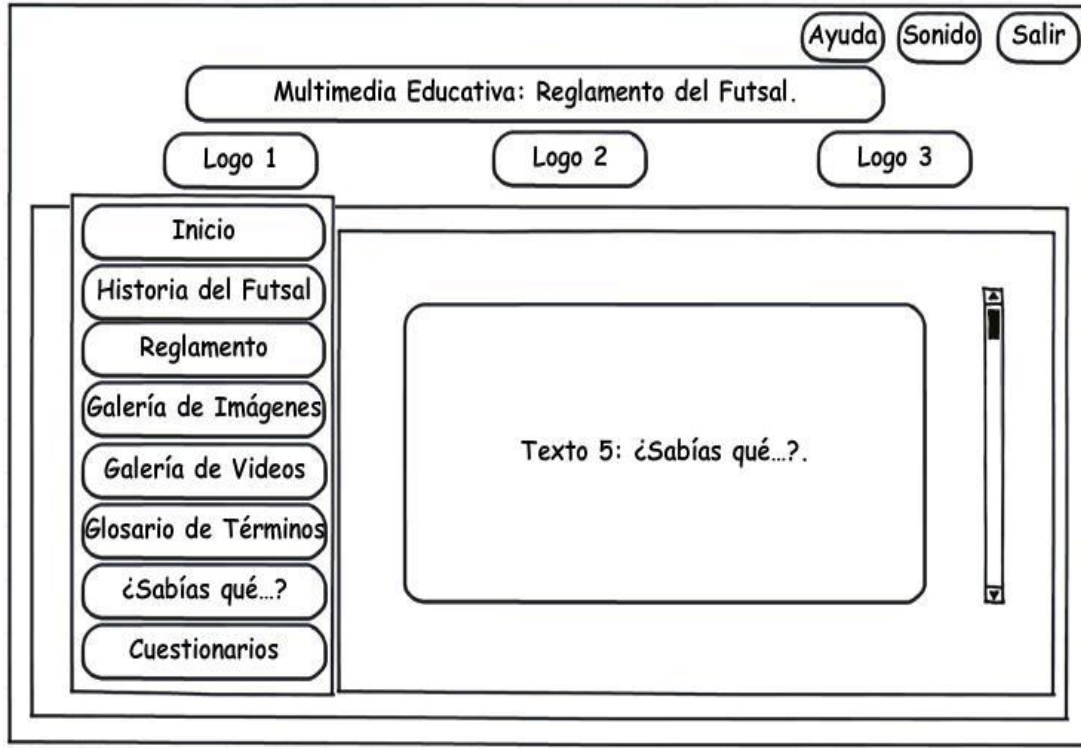 Ayuda Sonido Salir
Multimedia Educativa: Reglamento del Futsal.
Logo 1 Logo 2 Logo 3
Inicio
Historia del Futsal
Reglamento
Galería de Imágenes
Galería de Videos
Glosario de Términos
¿Sabías qué…?
Cuestionarios
Texto 5: ¿Sabías qué…?.